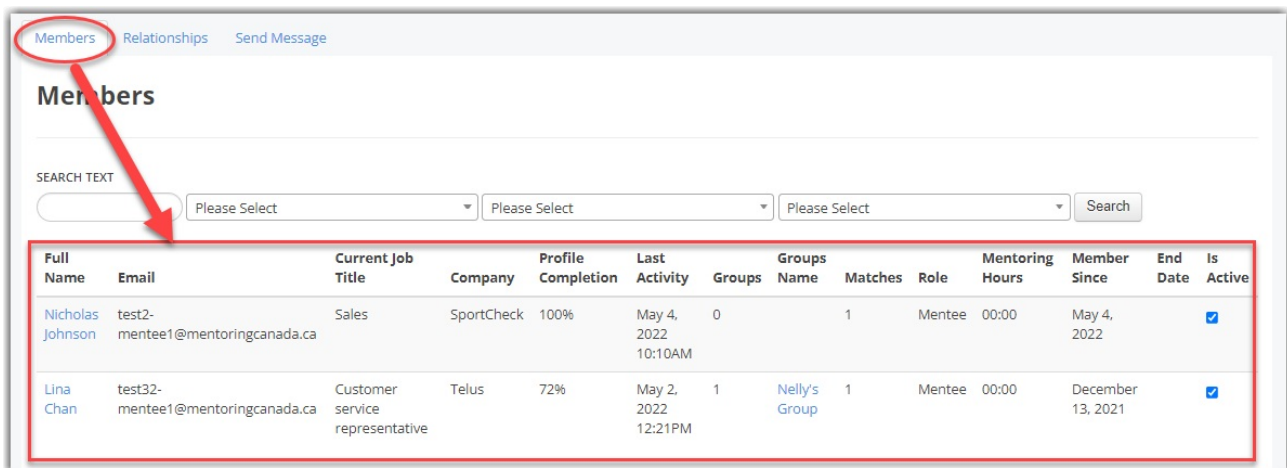 Members Relationships Send Message
Members
SEARCH TEXT
Please Select Please Select Please Select Search
Full Name Email Current Job Title Company Profile Completion Last Activity Groups Groups Name Matches Role Mentoring Hours Member Since End Date Is Active
Nicholas Johnson test2-mentee1@mentoringcanada.ca Sales SportCheck 100% May 4, 2022 10:10AM 0 1 Mentee 00:00 May 4, 2022
Lina Chan test32-mentee1@mentoringcanada.ca Customer service representative Telus 72% May 2, 2022 12:21PM 1 Nelly's Group 1 Mentee 00:00 December 13, 2021